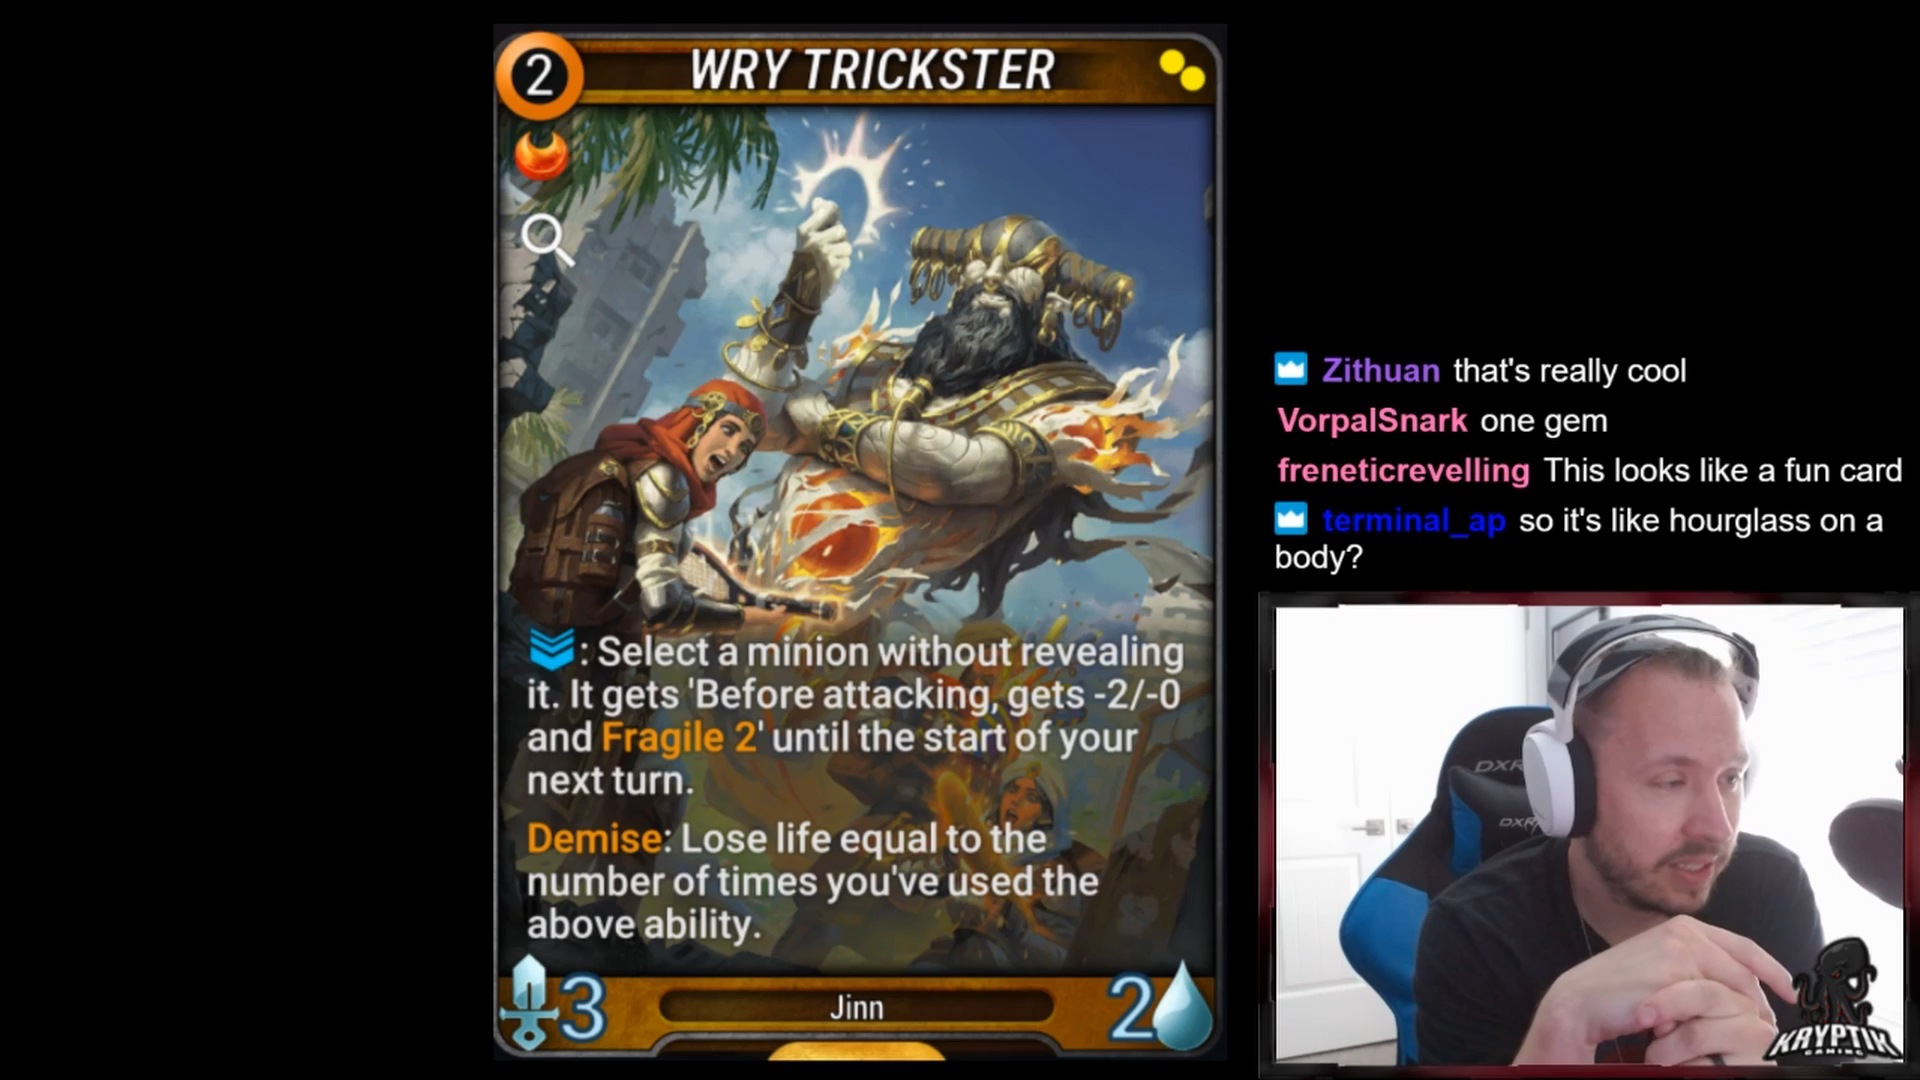 2
WRY TRICKSTER
: Select a minion without revealing
it. It gets 'Before attacking, gets -2/-0
and Fragile 2' until the start of your
next turn.
Demise: Lose life equal to the
number of times you've used the
above ability.
3
Jinn
2
Zithuan that's really cool
VorpalSnark one gem
freneticrevelling This looks like a fun card
terminal_ap so it's like hourglass on a
body?
DXR
DXR
KRYPTIK
GAMING